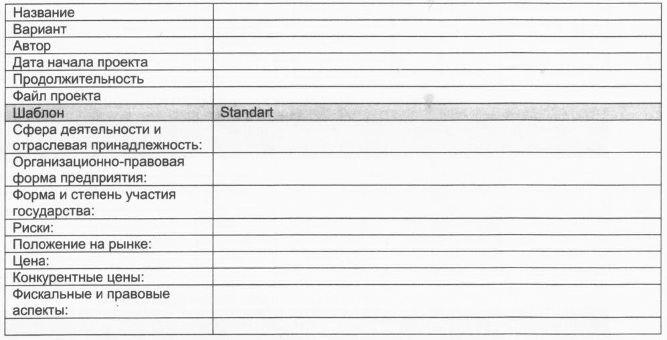 Название
Вариант
Автор
Дата начала проекта
Продолжительность
Файл проекта
Шаблон Standart
Сфера деятельности и
отраслевая принадлежность:
Организационно-правовая
форма предприятия:
Форма и степень участия
государства:
Риски:
Положение на рынке:
Цена:
Конкурентные цены:
Фискальные и правовые
аспекты: